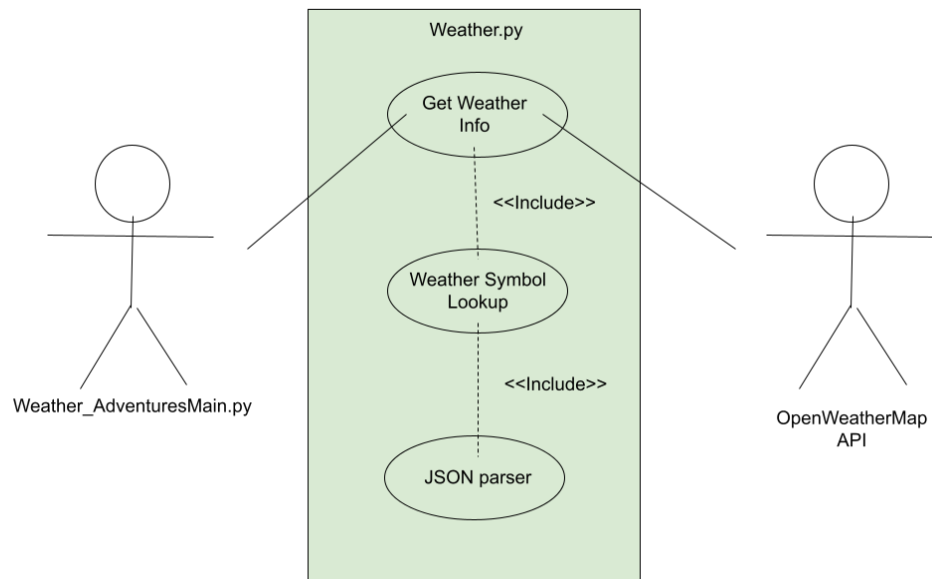 Weather.py
Get Weather
Info
<<Include>>
Weather Symbol
Lookup
<<Include>>
Weather_AdventuresMain.py
OpenWeatherMap
API
JSON parser